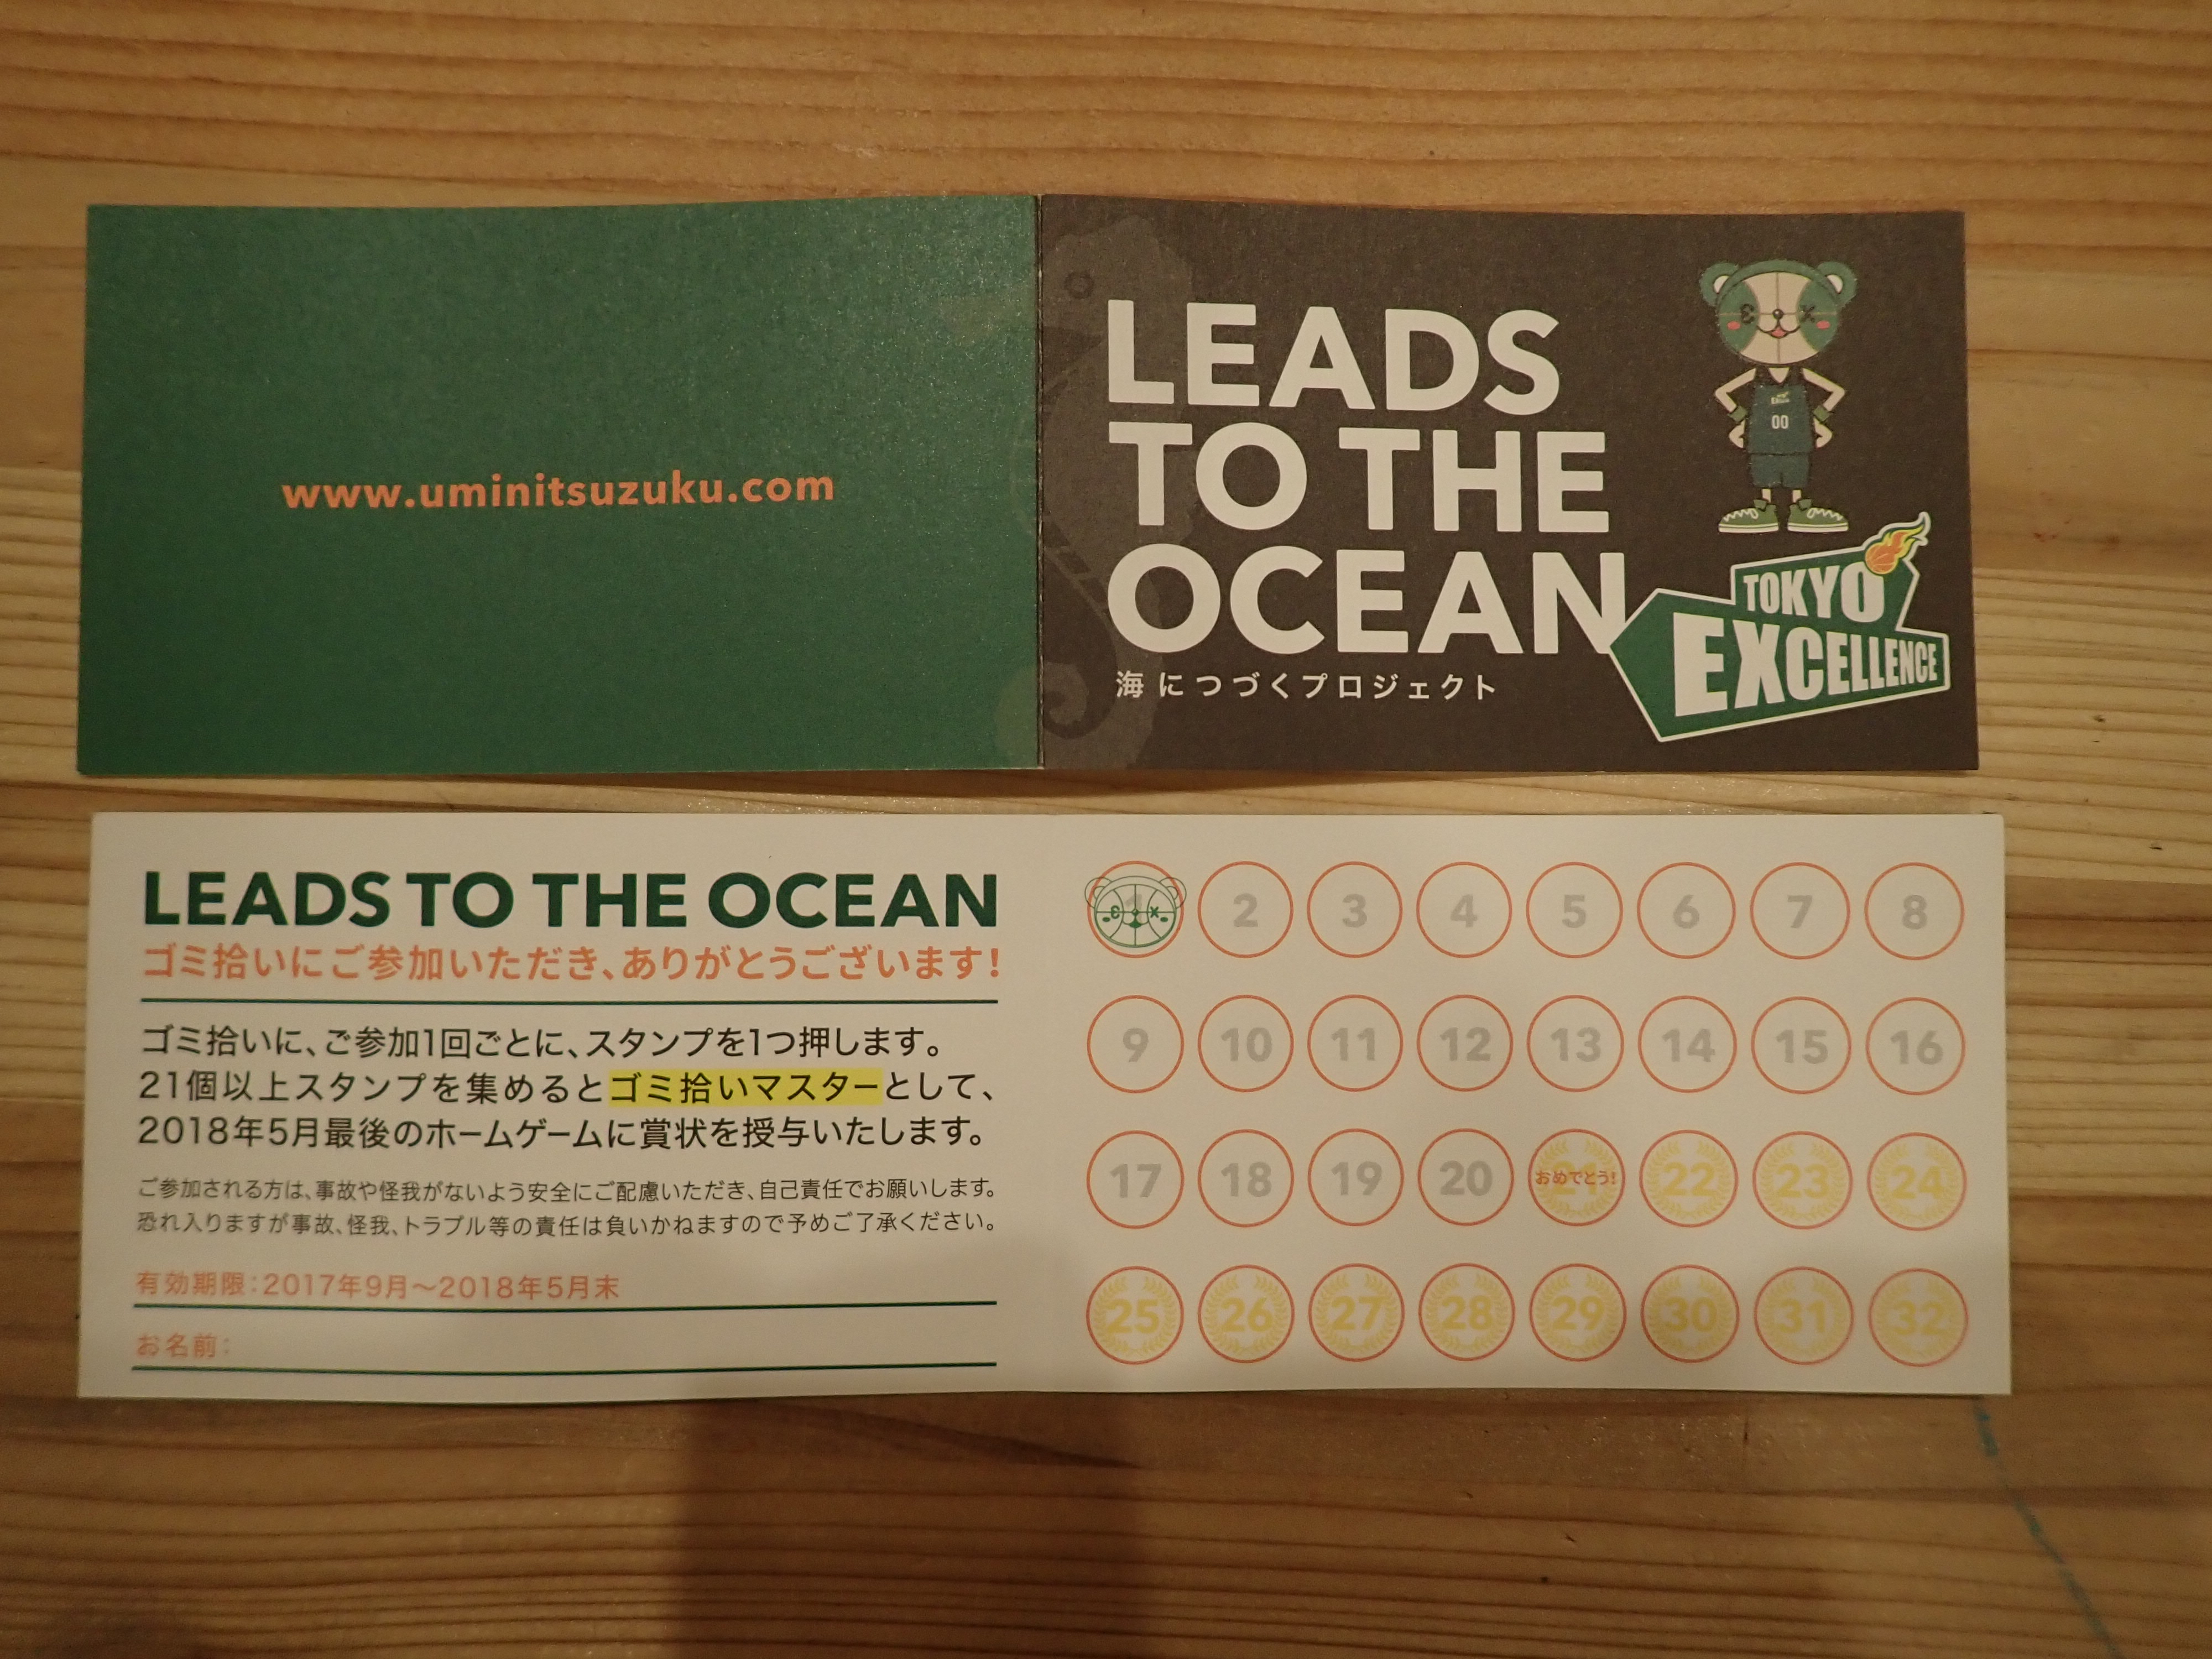 www.uminitsuzuku.com
LEADS
TO THE
OCEAN
海につづくプロジェクト
00
TOKYO
EXCELLENCE
LEADS TO THE OCEAN
ゴミ拾いにご参加いただき、ありがとうございます!
ゴミ拾いに、ご参加1回ごとに、スタンプを1つ押します。
21個以上スタンプを集めるとゴミ拾いマスターとして、
2018年5月最後のホームゲームに賞状を授与いたします。
ご参加される方は、事故や怪我がないよう安全にご配慮いただき、自己責任でお願いします。
恐れ入りますが事故、怪我、トラブル等の責任は負いかねますので予めご了承ください。
有効期限:2017年9月〜2018年5月末
お名前:
1 2 3 4 5 6 7 8
9 10 11 12 13 14 15 16
17 18 19 20 21 おめでとう! 22 23 24
25 26 27 28 29 30 31 32